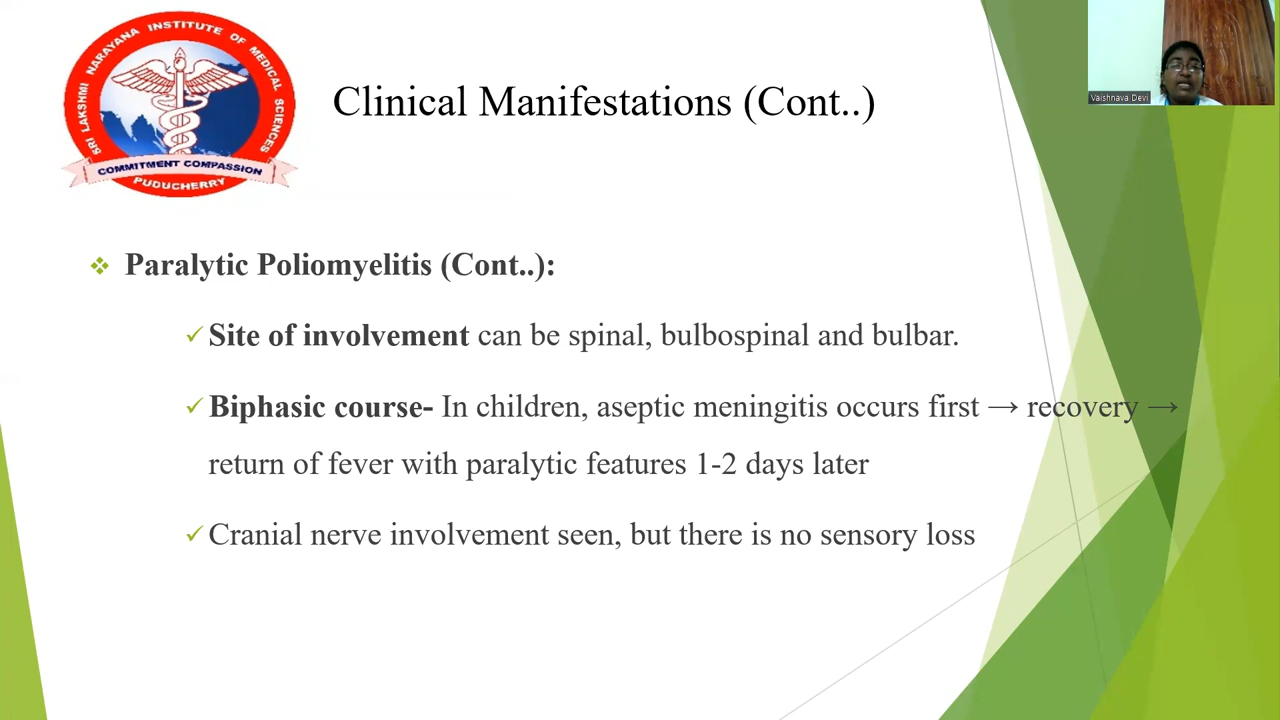 SRI LAKSHMI NARAYANA INSTITUTE OF MEDICAL SCIENCES
COMMITMENT COMPASSION
PUDUCHERRY
Clinical Manifestations (Cont..)
Vaishnava Devi
❖ Paralytic Poliomyelitis (Cont..):
✓ Site of involvement can be spinal, bulbospinal and bulbar.
✓ Biphasic course- In children, aseptic meningitis occurs first → recovery →
return of fever with paralytic features 1-2 days later
✓ Cranial nerve involvement seen, but there is no sensory loss